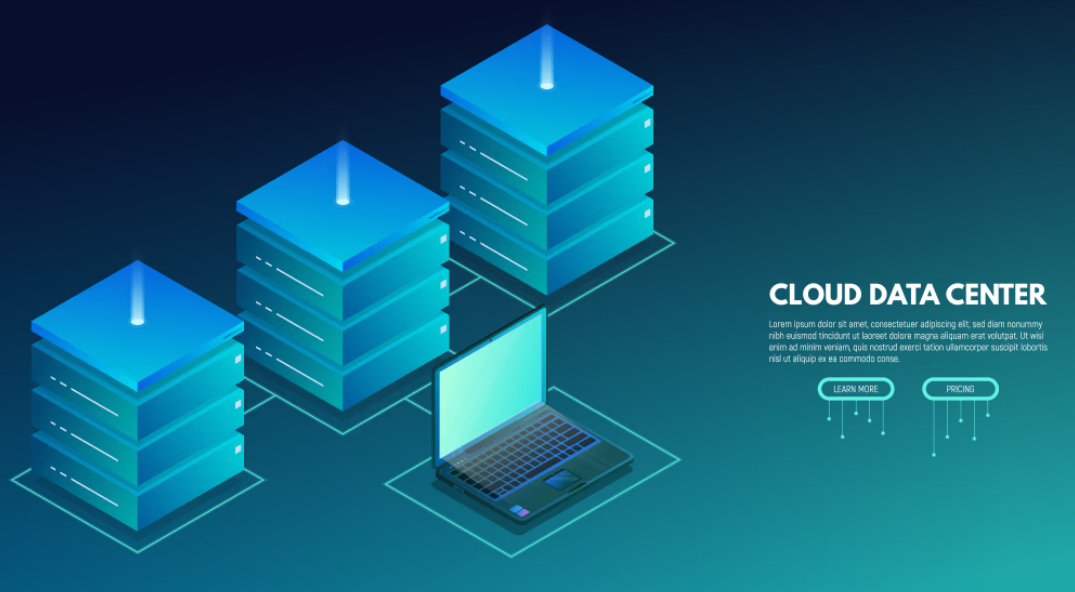 CLOUD DATA CENTER
Lorem ipsum dolor sit amet, consectetuer adipiscing elit, sed diam nonummy
nibh euismod tincidunt ut laoreet dolore magna aliquam erat volutpat. Ut wisi
enim ad minim veniam, quis nostrud exerci tation ullamcorper suscipit lobortis
nisl ut aliquip ex ea commodo conse.
LEARN MORE
PRICING